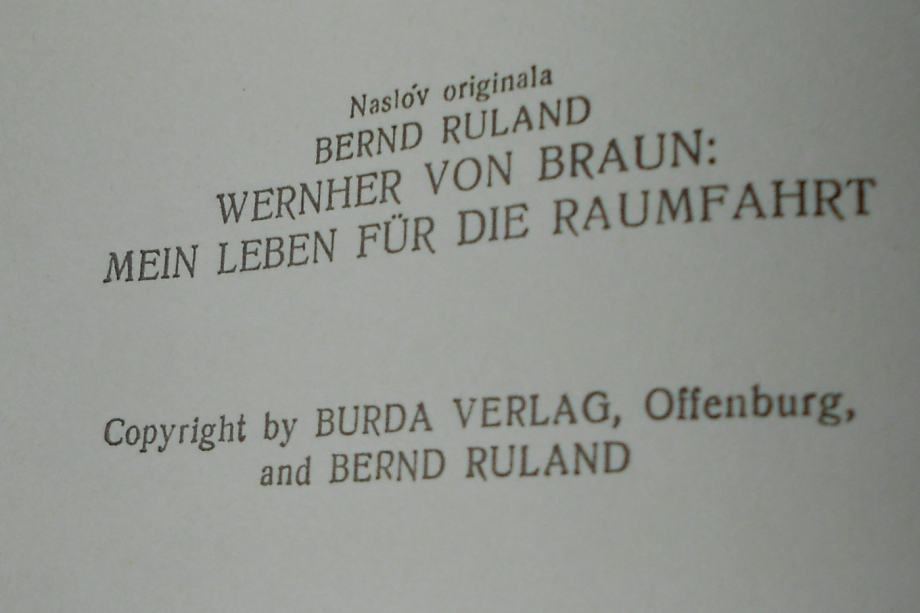 Naslóv originala
BERND RULAND
WERNHER VON BRAUN:
MEIN LEBEN FÜR DIE RAUMFAHRT
Copyright by BURDA VERLAG, Offenburg,
and BERND RULAND